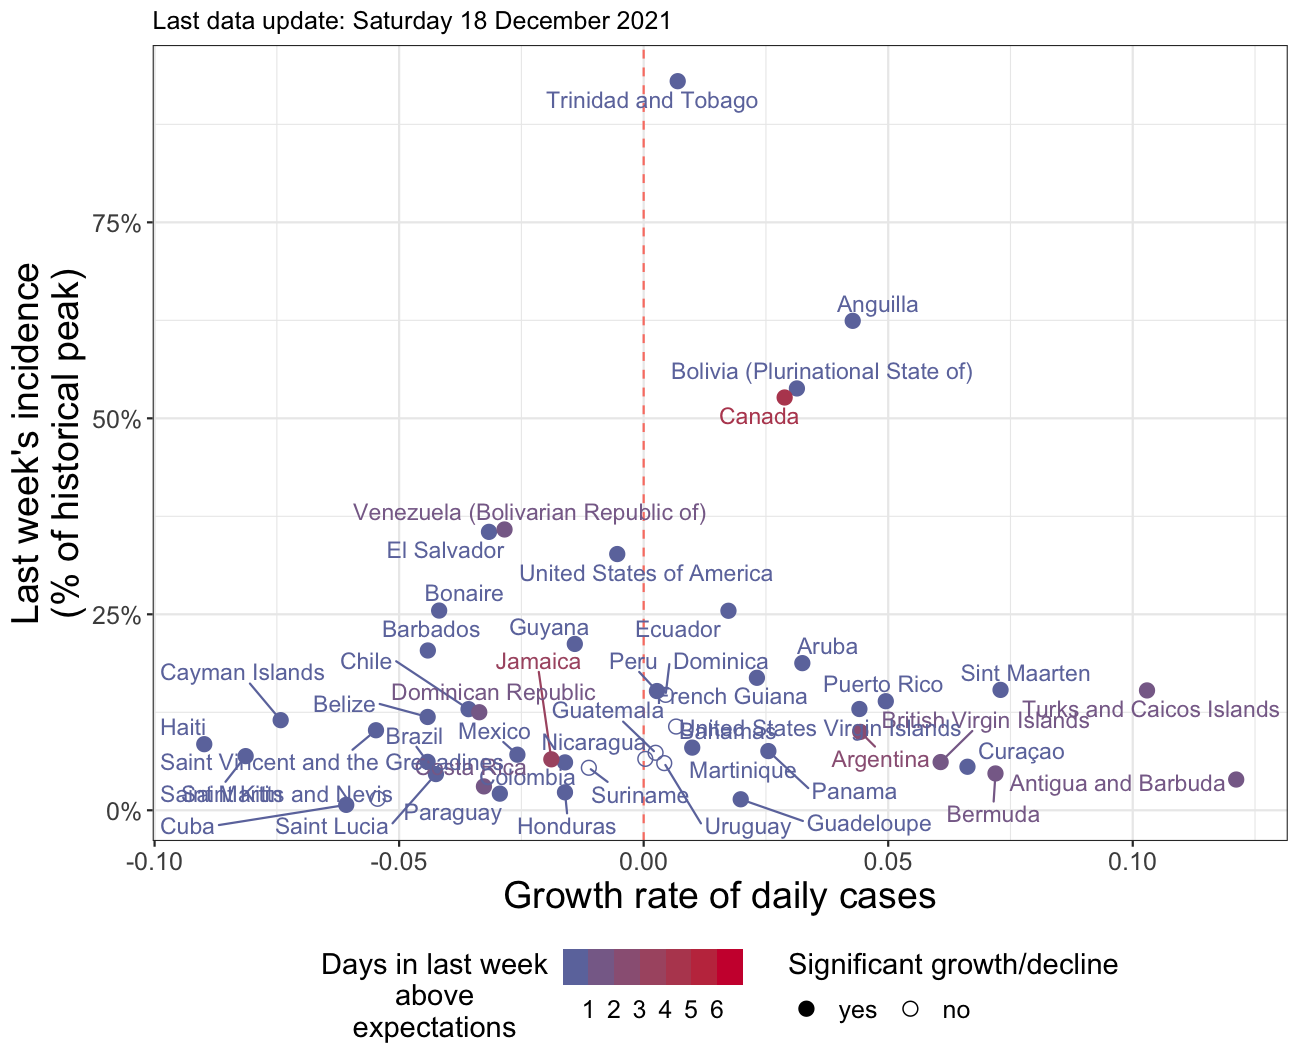 Last data update: Saturday 18 December 2021
Last week's incidence
(% of historical peak)
75%
50%
25%
0%
Trinidad and Tobago
Anguilla
Bolivia (Plurinational State of)
Canada
Venezuela (Bolivarian Republic of)
El Salvador
United States of America
Bonaire
Barbados
Guyana
Ecuador
Aruba
Chile
Jamaica
Peru
Dominica
Cayman Islands
Sint Maarten
Puerto Rico
Dominican Republic
French Guiana
Belize
Guatemala
Turks and Caicos Islands
British Virgin Islands
Haiti
Brazil
Mexico
Bahamas
United States Virgin Islands
Nicaragua
Curaçao
Saint Vincent and the Grenadines
Costa Rica
Argentina
Martinique
Colombia
Antigua and Barbuda
Saint Martin
Saint Kitts and Nevis
Suriname
Panama
Paraguay
Bermuda
Cuba
Saint Lucia
Honduras
Uruguay
Guadeloupe
-0.10
-0.05
0.00
0.05
0.10
Growth rate of daily cases
Days in last week
above
expectations
1 2 3 4 5 6
Significant growth/decline
yes
no